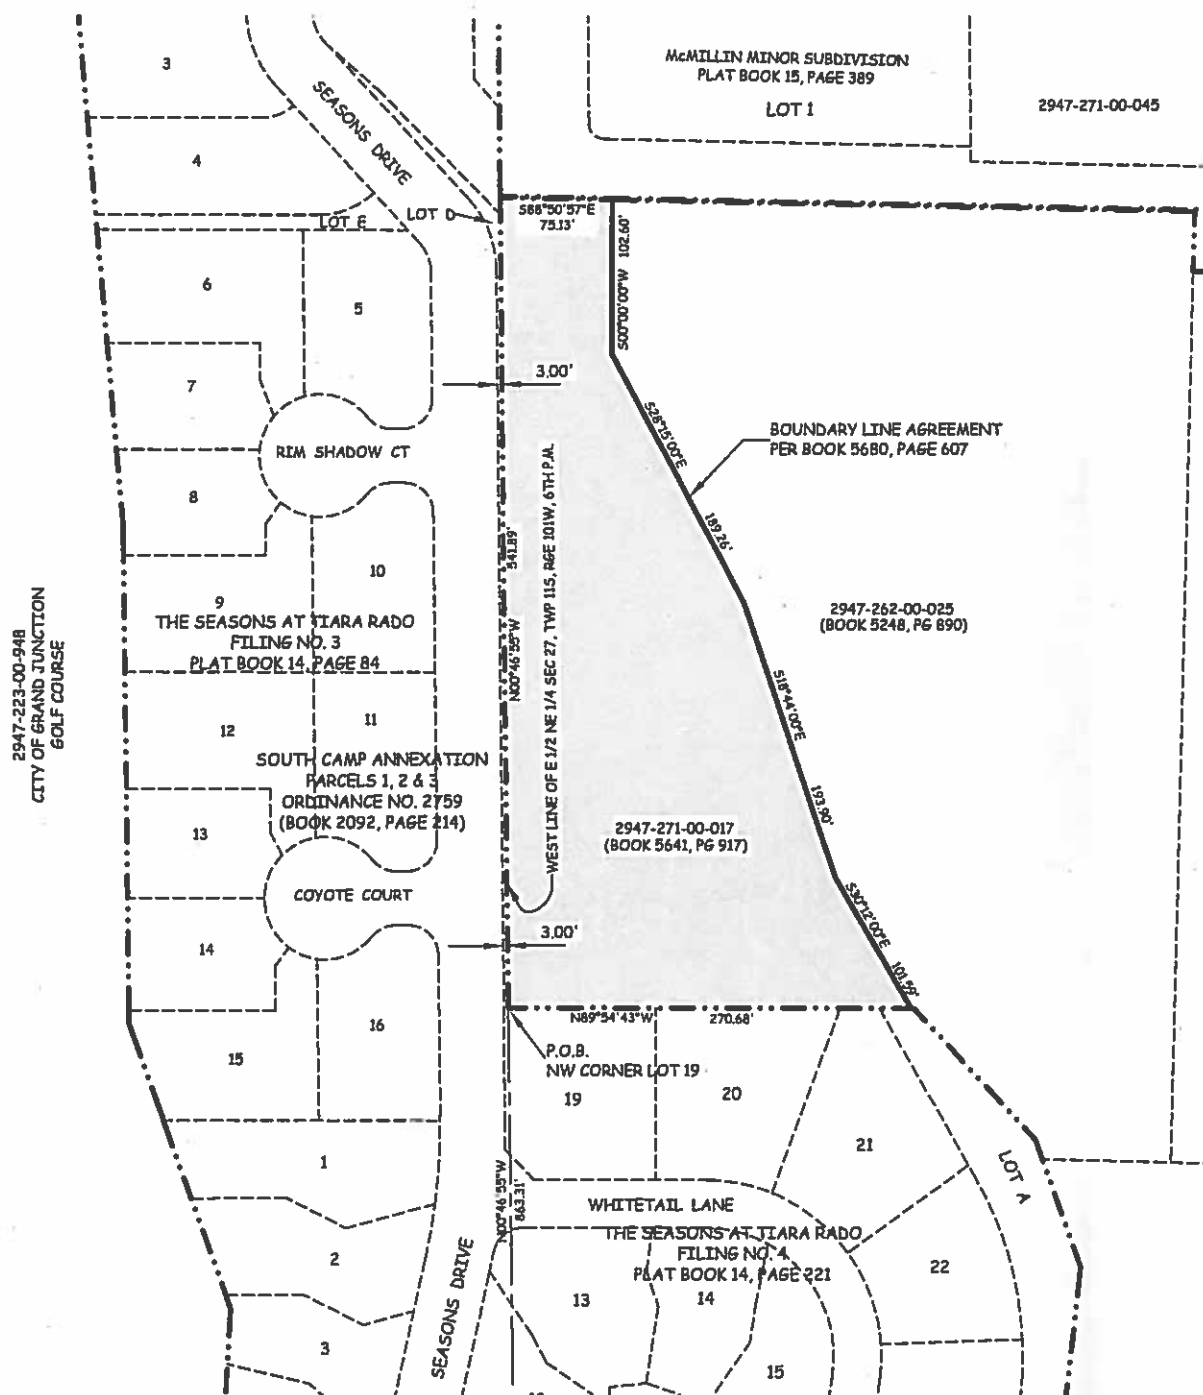 McMILLIN MINOR SUBDIVISION
PLAT BOOK 15, PAGE 389
LOT 1
2947-271-00-045
3
SEASONS DRIVE
4
LOT E
LOT D
S88°50'57"E
75.13'
S00°00'00"W 102.60'
6
5
7
3.00'
RIM SHADOW CT
8
S28°15'00"E
189.26'
BOUNDARY LINE AGREEMENT
PER BOOK 5680, PAGE 607
WEST LINE OF E 1/2 NE 1/4 SEC 27, TWP 11S, RGE 101W, 6TH P.M.
N00°46'55"W
541.89'
10
9
THE SEASONS AT TIARA RADO
FILING NO. 3
PLAT BOOK 14, PAGE 84
2947-262-00-025
(BOOK 5248, PG 890)
2947-223-00-948
CITY OF GRAND JUNCTION
GOLF COURSE
S18°44'00"E
193.90'
12
11
SOUTH CAMP ANNEXATION
PARCELS 1, 2 & 3
ORDINANCE NO. 2759
(BOOK 2092, PAGE 214)
13
2947-271-00-017
(BOOK 5641, PG 917)
COYOTE COURT
S30°12'00"E
101.59'
14
3.00'
16
N89°54'43"W
270.68'
15
P.O.B.
NW CORNER LOT 19
19
20
21
1
LOT A
N00°46'55"W
863.31'
WHITETAIL LANE
THE SEASONS AT TIARA RADO
FILING NO. 4
PLAT BOOK 14, PAGE 221
2
SEASONS DRIVE
22
13
14
3
15